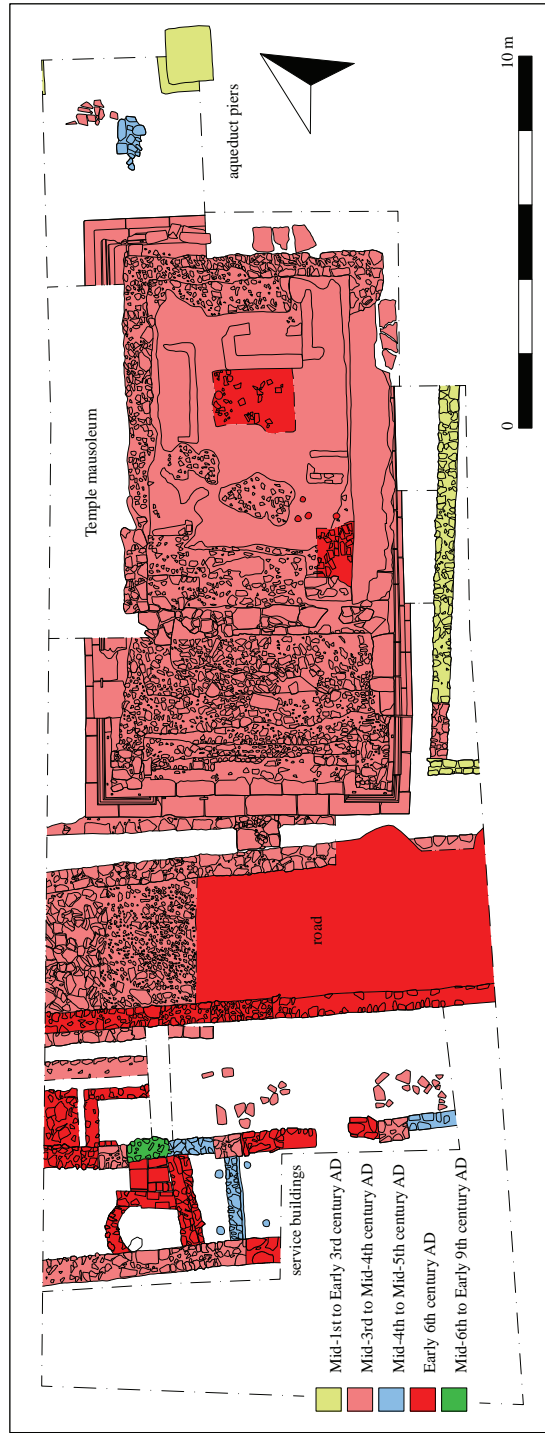 Temple mausoleum
aqueduct piers
road
service buildings
Mid-1st to Early 3rd century AD
Mid-3rd to Mid-4th century AD
Mid-4th to Mid-5th century AD
Early 6th century AD
Mid-6th to Early 9th century AD
0
10 m